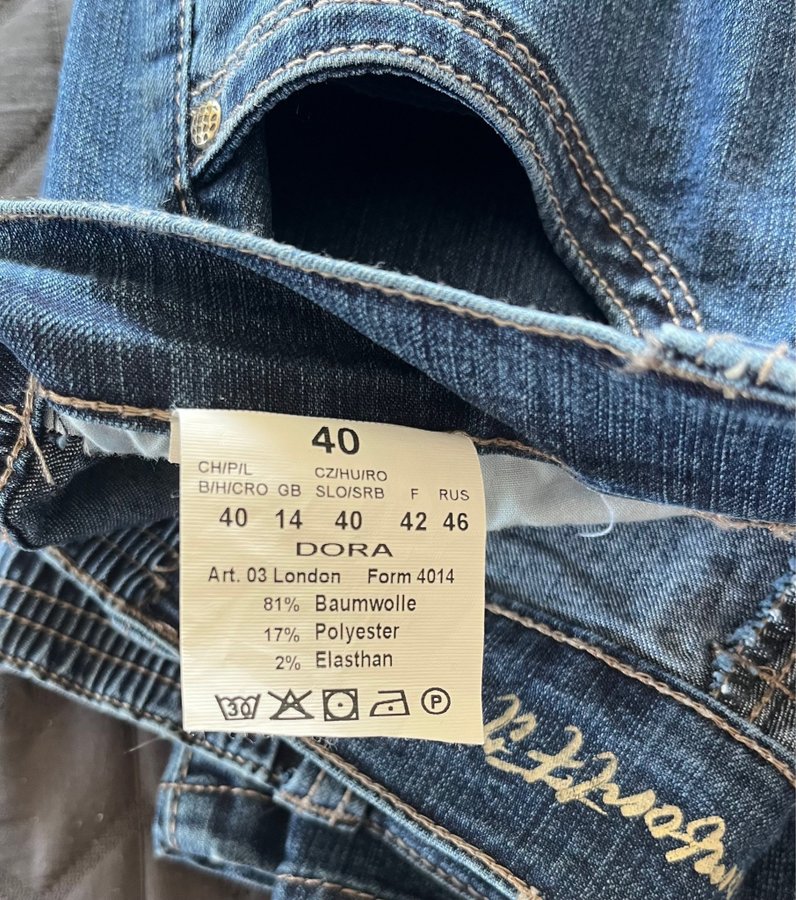 40
CH/P/L CZ/HU/RO
B/H/CRO GB SLO/SRB F RUS
40 14 40 42 46
DORA
Art. 03 London Form 4014
81% Baumwolle
17% Polyester
2% Elasthan
30 P